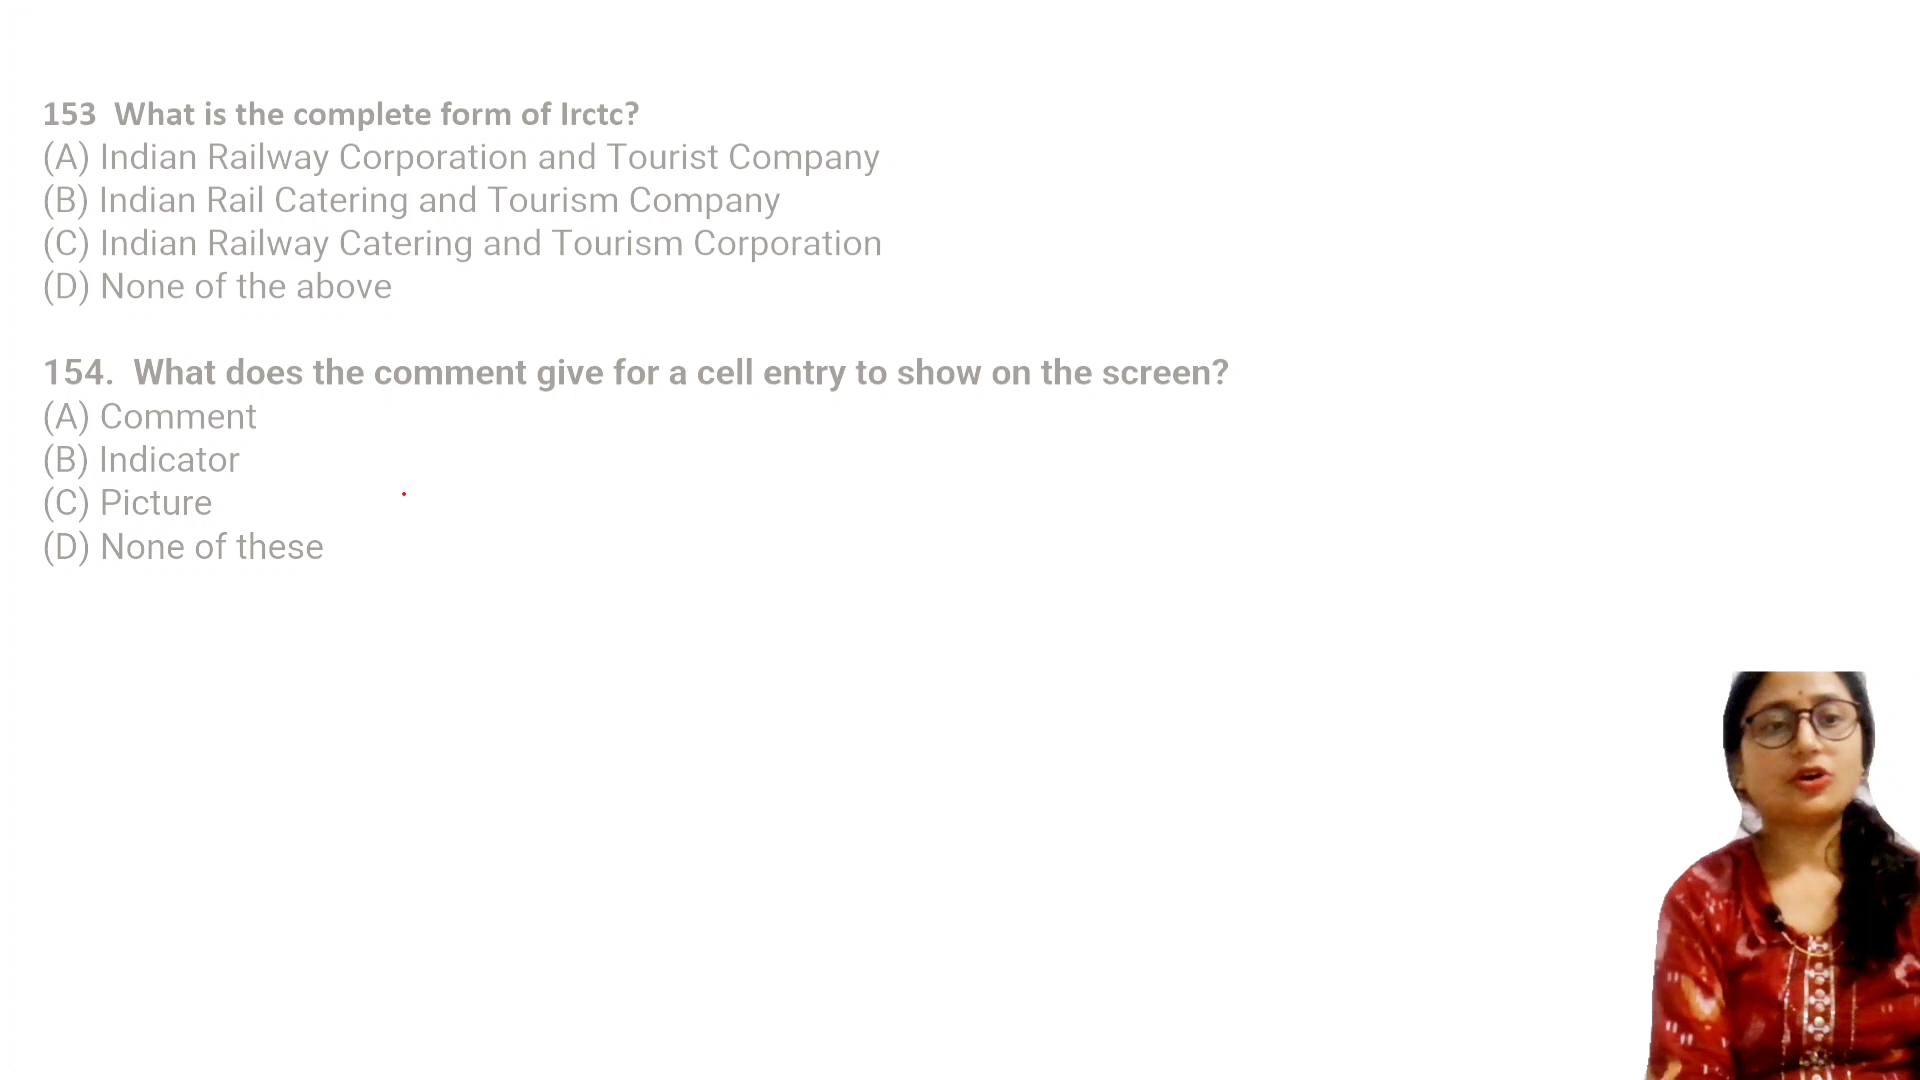 153 What is the complete form of Irctc?
(A) Indian Railway Corporation and Tourist Company
(B) Indian Rail Catering and Tourism Company
(C) Indian Railway Catering and Tourism Corporation
(D) None of the above
154. What does the comment give for a cell entry to show on the screen?
(A) Comment
(B) Indicator
(C) Picture
(D) None of these